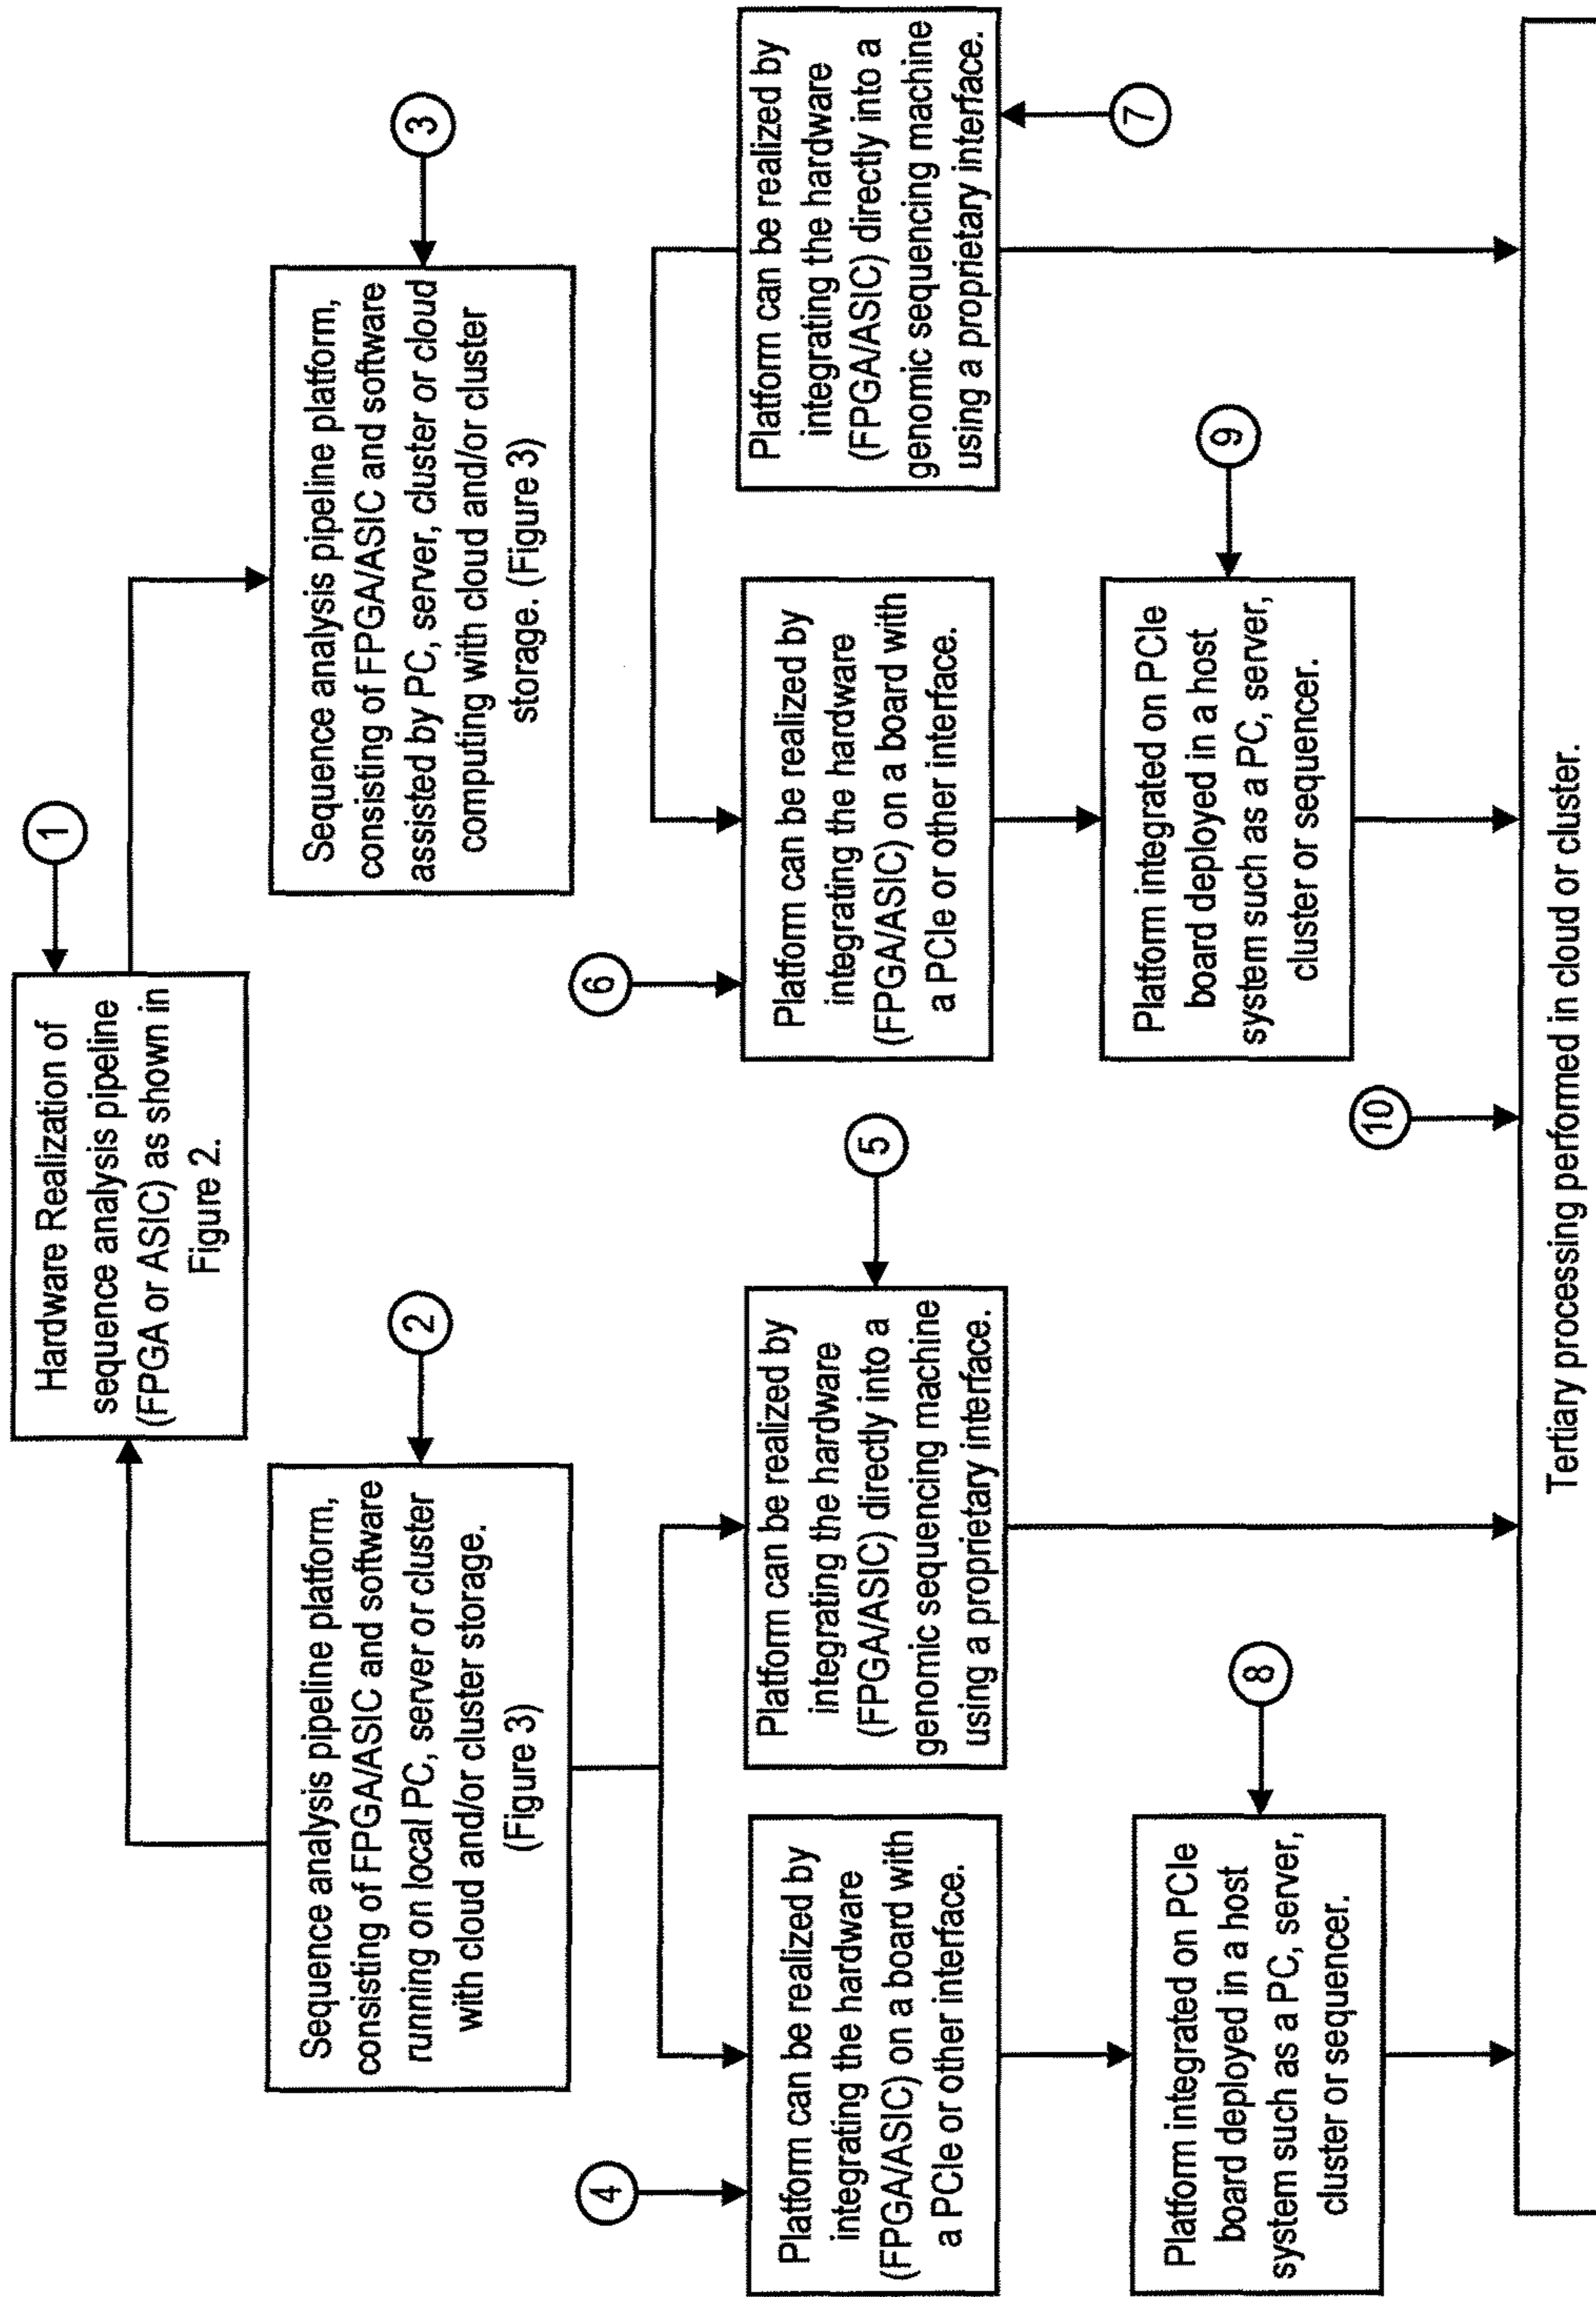 1
Hardware Realization of
sequence analysis pipeline
(FPGA or ASIC) as shown in
Figure 2.
2
Sequence analysis pipeline platform,
consisting of FPGA/ASIC and software
running on local PC, server or cluster
with cloud and/or cluster storage.
(Figure 3)
3
Sequence analysis pipeline platform,
consisting of FPGA/ASIC and software
assisted by PC, server, cluster or cloud
computing with cloud and/or cluster
storage. (Figure 3)
4
Platform can be realized by
integrating the hardware
(FPGA/ASIC) on a board with
a PCIe or other interface.
5
Platform can be realized by
integrating the hardware
(FPGA/ASIC) directly into a
genomic sequencing machine
using a proprietary interface.
6
Platform can be realized by
integrating the hardware
(FPGA/ASIC) on a board with
a PCIe or other interface.
7
Platform can be realized by
integrating the hardware
(FPGA/ASIC) directly into a
genomic sequencing machine
using a proprietary interface.
8
Platform integrated on PCIe
board deployed in a host
system such as a PC, server,
cluster or sequencer.
9
Platform integrated on PCIe
board deployed in a host
system such as a PC, server,
cluster or sequencer.
10
Tertiary processing performed in cloud or cluster.